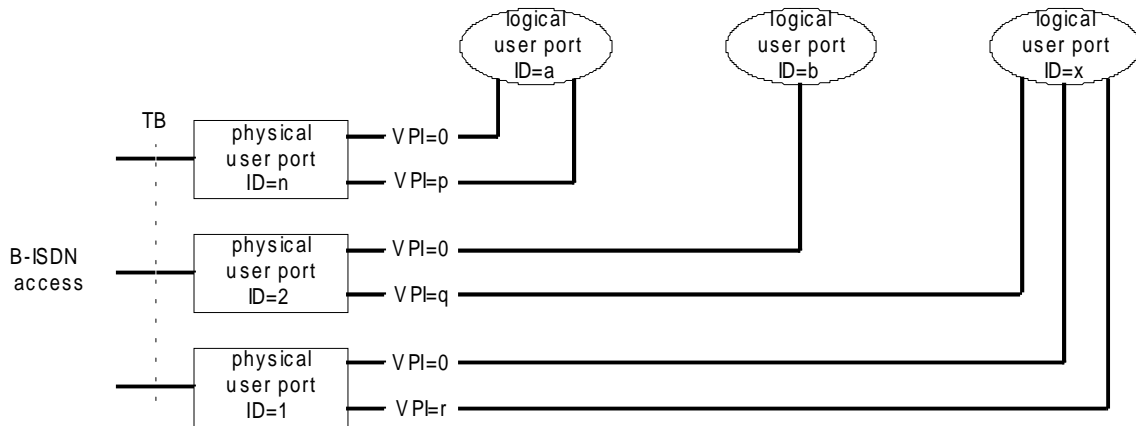 logical
user port
ID=a
logical
user port
ID=b
logical
user port
ID=x
TB
physical
user port
ID=n
VPI=0
VPI=p
B-ISDN
access
physical
user port
ID=2
VPI=0
VPI=q
physical
user port
ID=1
VPI=0
VPI=r